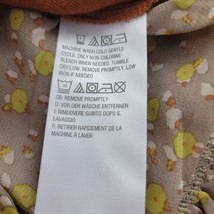 MACHINE WASH COLD GENTLE
CYCLE. ONLY NON-CHLORINE
BLEACH WHEN NEEDED. TUMBLE
DRY LOW. REMOVE PROMPTLY. LOW
IRON IF NEEDED
GB: REMOVE PROMPTLY
D: VOR DER WÄSCHE ENTFERNEN
I: RIMUOVERE SUBITO DOPO IL
LAVAGGIO
F: RETIRER RAPIDEMENT DE LA
MACHINE À LAVER